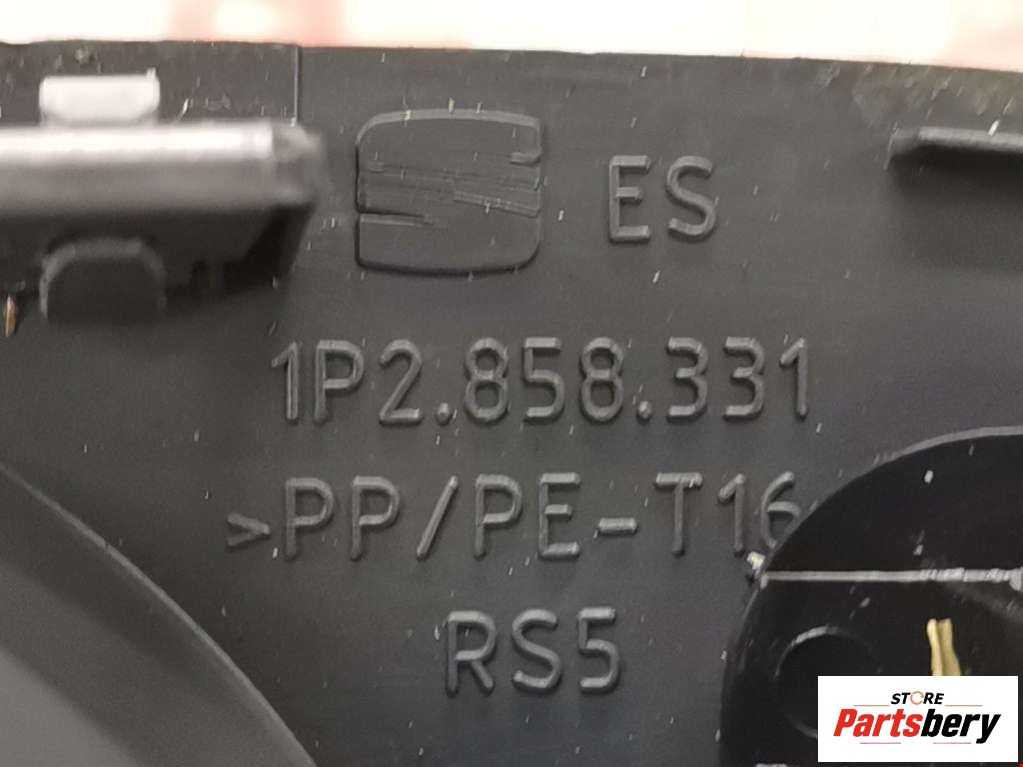 ES
1P2.858.331
>PP/PE-T16
RS5
STORE
Partsbery